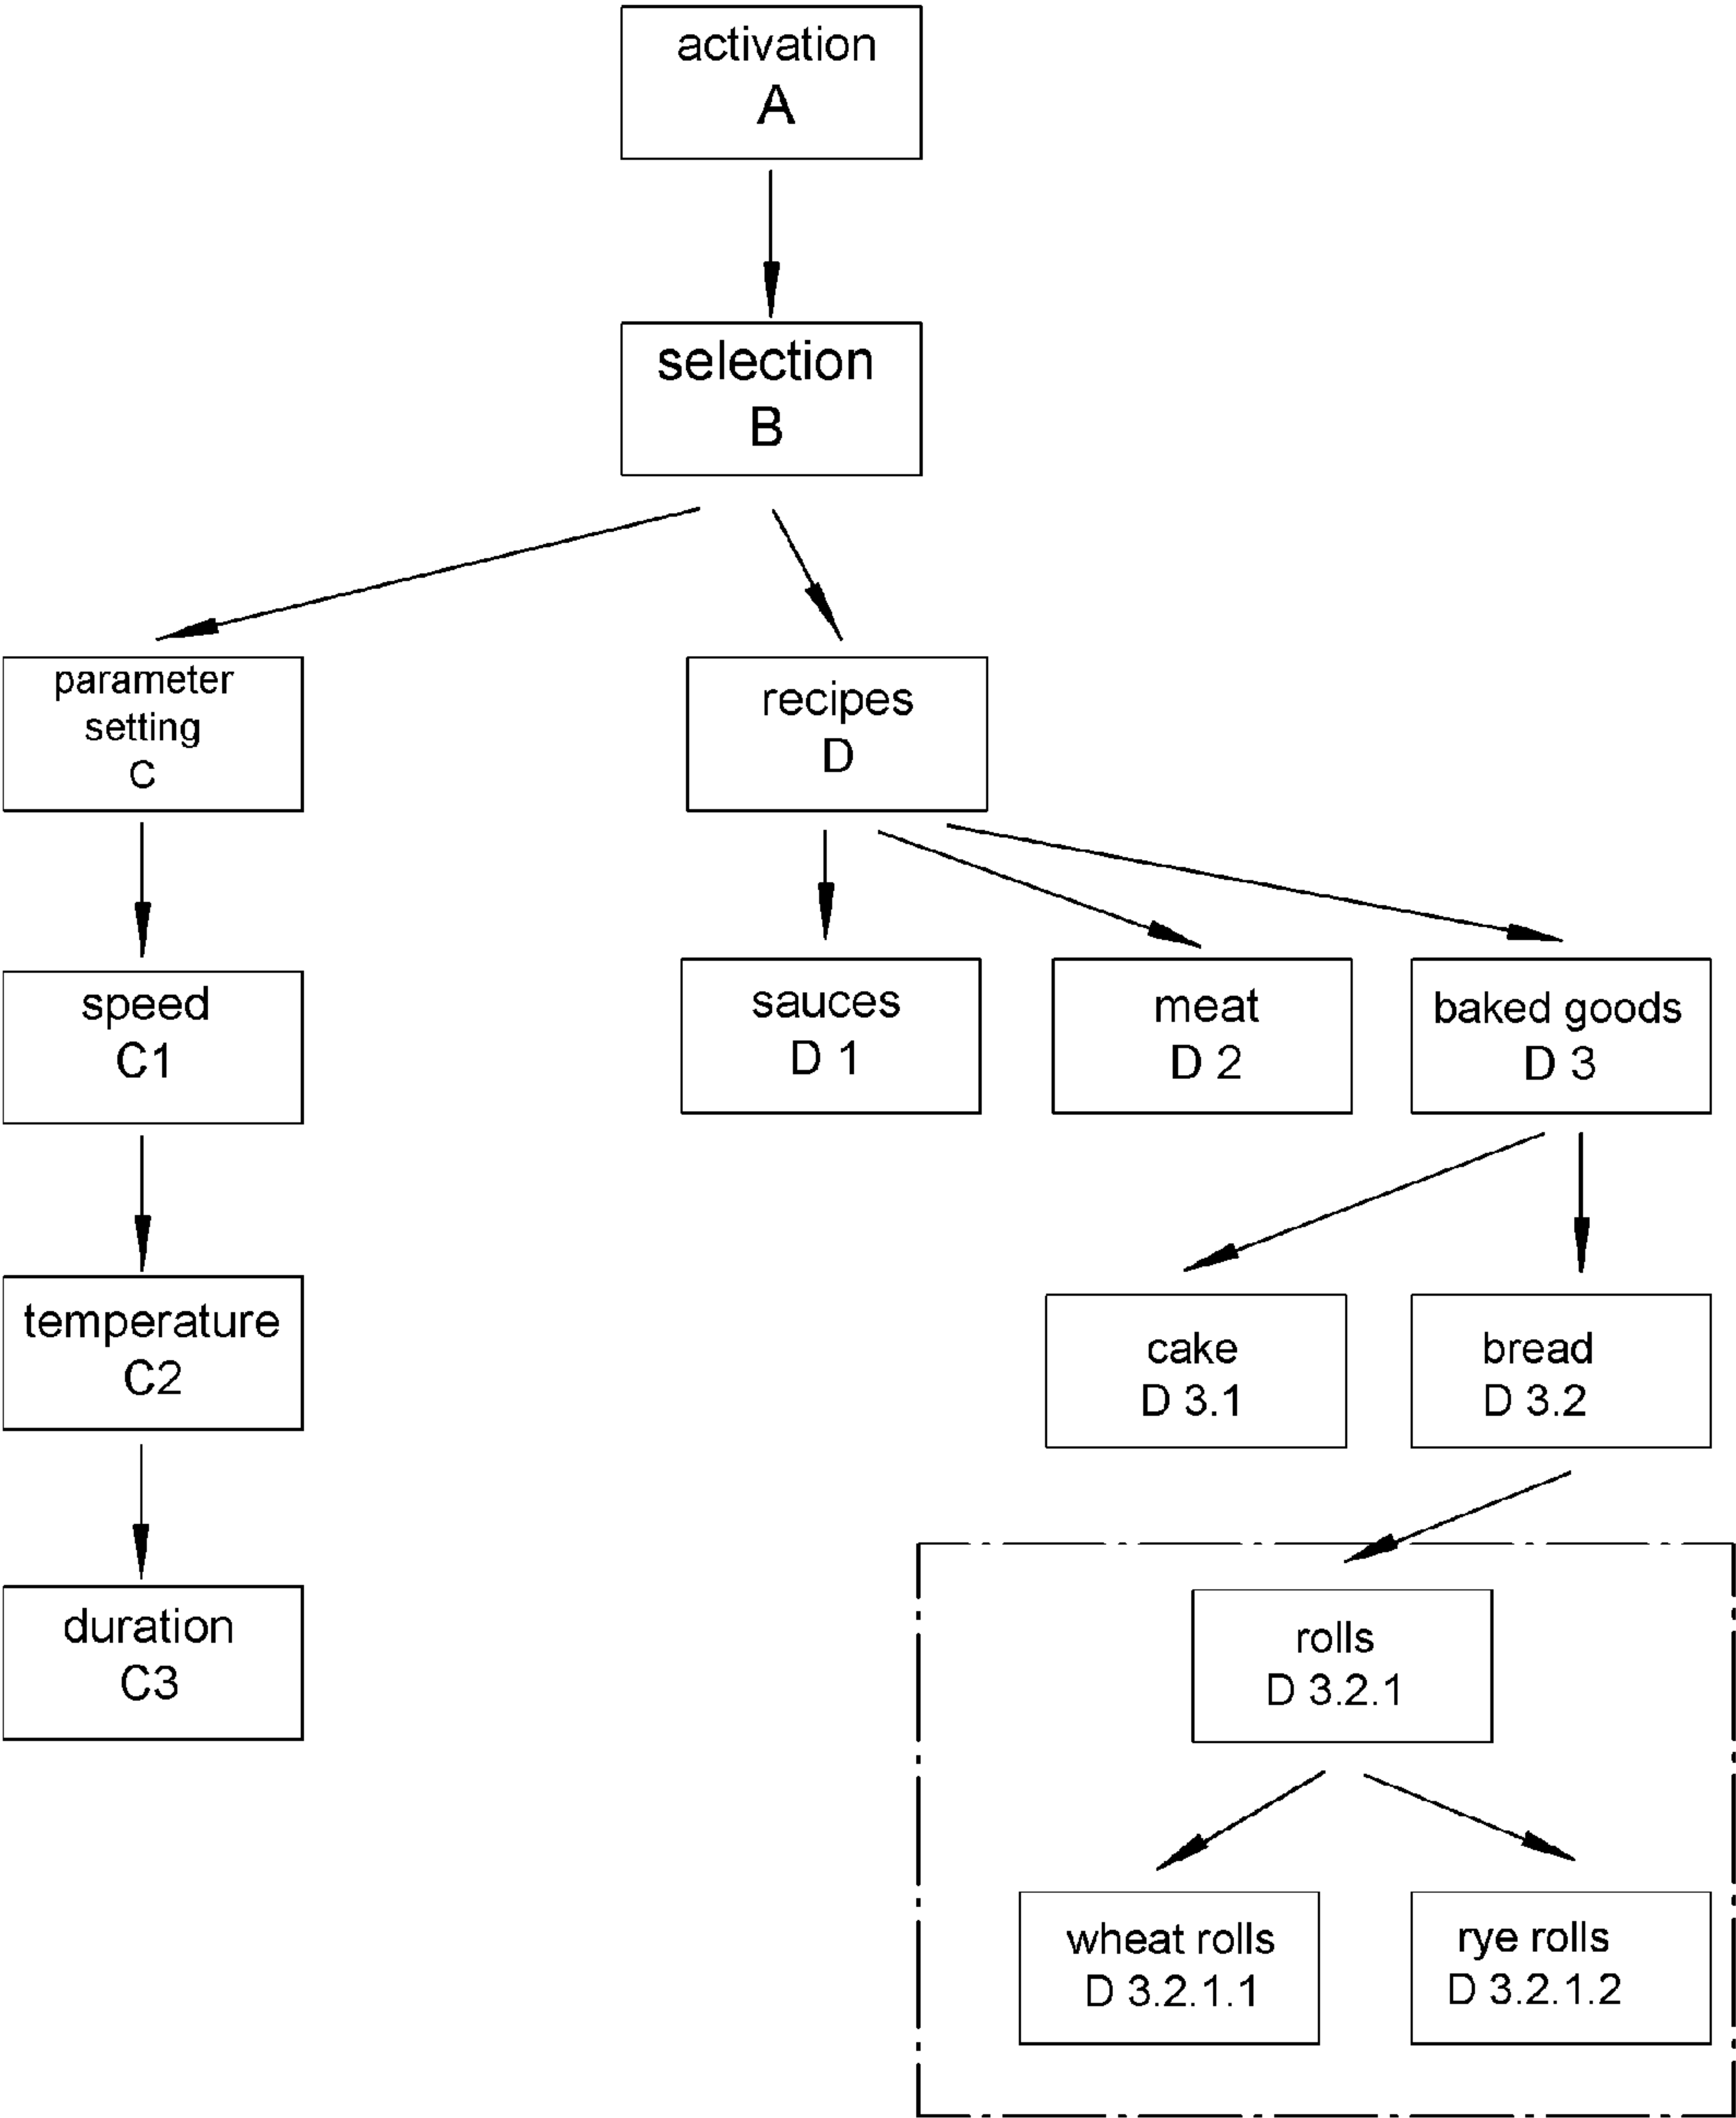 activation
A
selection
B
parameter
setting
C
recipes
D
speed
C1
sauces
D 1
meat
D 2
baked goods
D 3
temperature
C2
cake
D 3.1
bread
D 3.2
duration
C3
rolls
D 3.2.1
wheat rolls
D 3.2.1.1
rye rolls
D 3.2.1.2